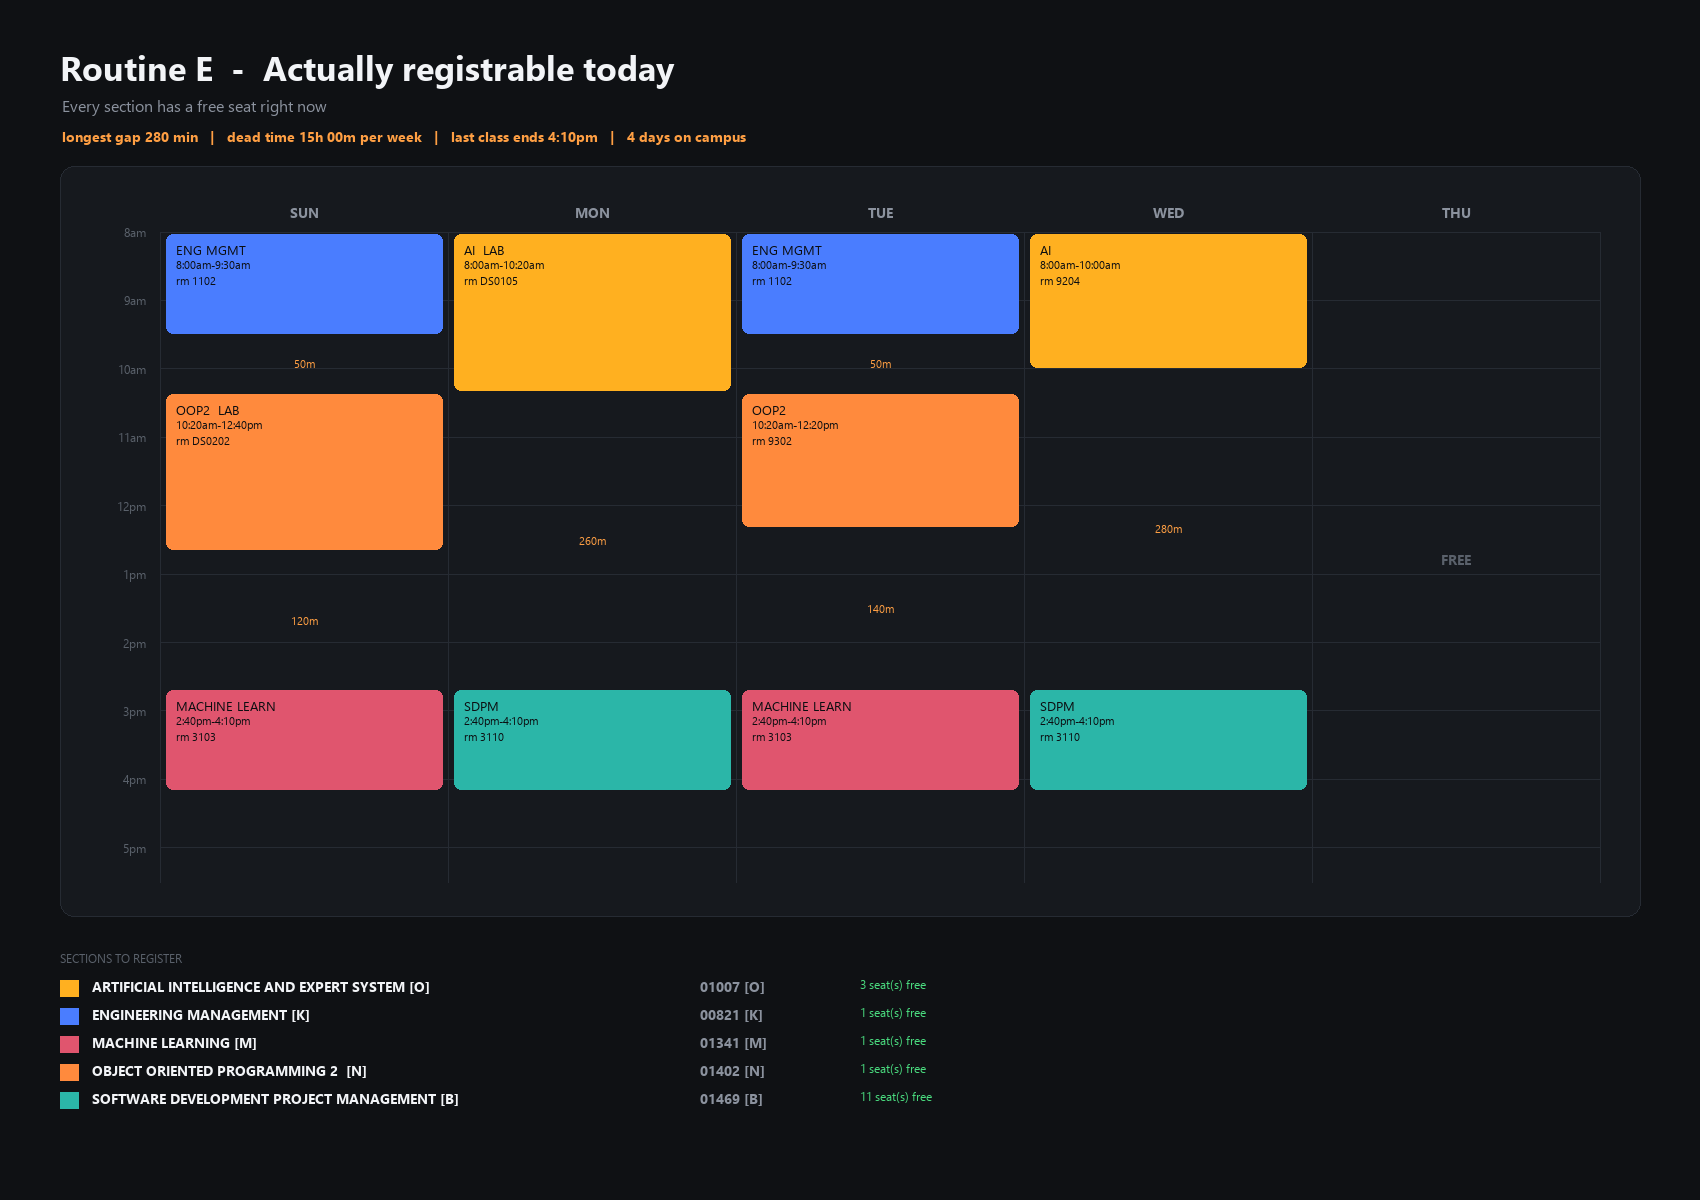 Routine E - Actually registrable today
Every section has a free seat right now
longest gap 280 min | dead time 15h 00m per week | last class ends 4:10pm | 4 days on campus
SUN MON TUE WED THU
8am
9am
10am
11am
12pm
1pm
2pm
3pm
4pm
5pm
ENG MGMT
8:00am-9:30am
rm 1102
50m
OOP2 LAB
10:20am-12:40pm
rm DS0202
120m
MACHINE LEARN
2:40pm-4:10pm
rm 3103
AI LAB
8:00am-10:20am
rm DS0105
260m
SDPM
2:40pm-4:10pm
rm 3110
ENG MGMT
8:00am-9:30am
rm 1102
50m
OOP2
10:20am-12:20pm
rm 9302
140m
MACHINE LEARN
2:40pm-4:10pm
rm 3103
AI
8:00am-10:00am
rm 9204
280m
SDPM
2:40pm-4:10pm
rm 3110
FREE
SECTIONS TO REGISTER
ARTIFICIAL INTELLIGENCE AND EXPERT SYSTEM [O] 01007 [O] 3 seat(s) free
ENGINEERING MANAGEMENT [K] 00821 [K] 1 seat(s) free
MACHINE LEARNING [M] 01341 [M] 1 seat(s) free
OBJECT ORIENTED PROGRAMMING 2 [N] 01402 [N] 1 seat(s) free
SOFTWARE DEVELOPMENT PROJECT MANAGEMENT [B] 01469 [B] 11 seat(s) free